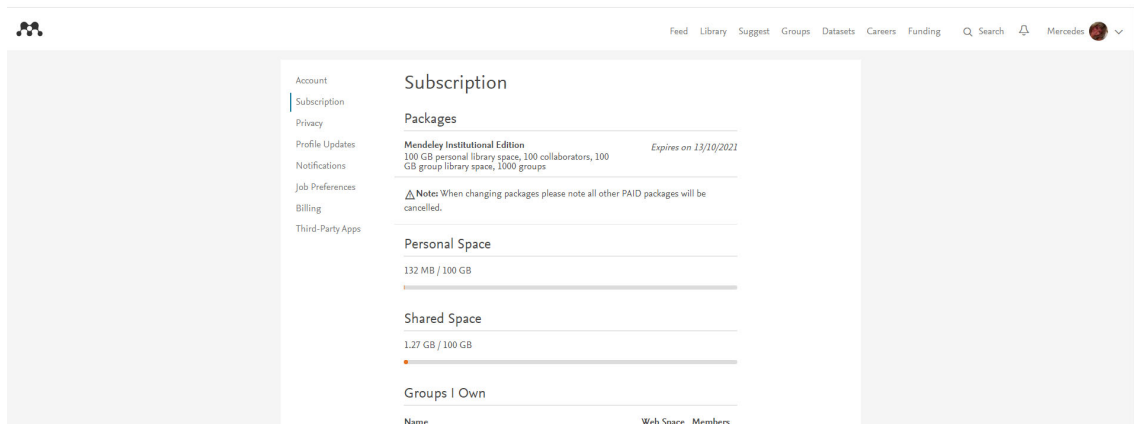 Feed Library Suggest Groups Datasets Careers Funding Search Mercedes
Account
Subscription
Privacy
Profile Updates
Notifications
Job Preferences
Billing
Third-Party Apps
Subscription
Packages
Mendeley Institutional Edition
Expires on 13/10/2021
100 GB personal library space, 100 collaborators, 100
GB group library space, 1000 groups
Note: When changing packages please note all other PAID packages will be
cancelled.
Personal Space
132 MB / 100 GB
Shared Space
1.27 GB / 100 GB
Groups I Own
Name Web Space Members